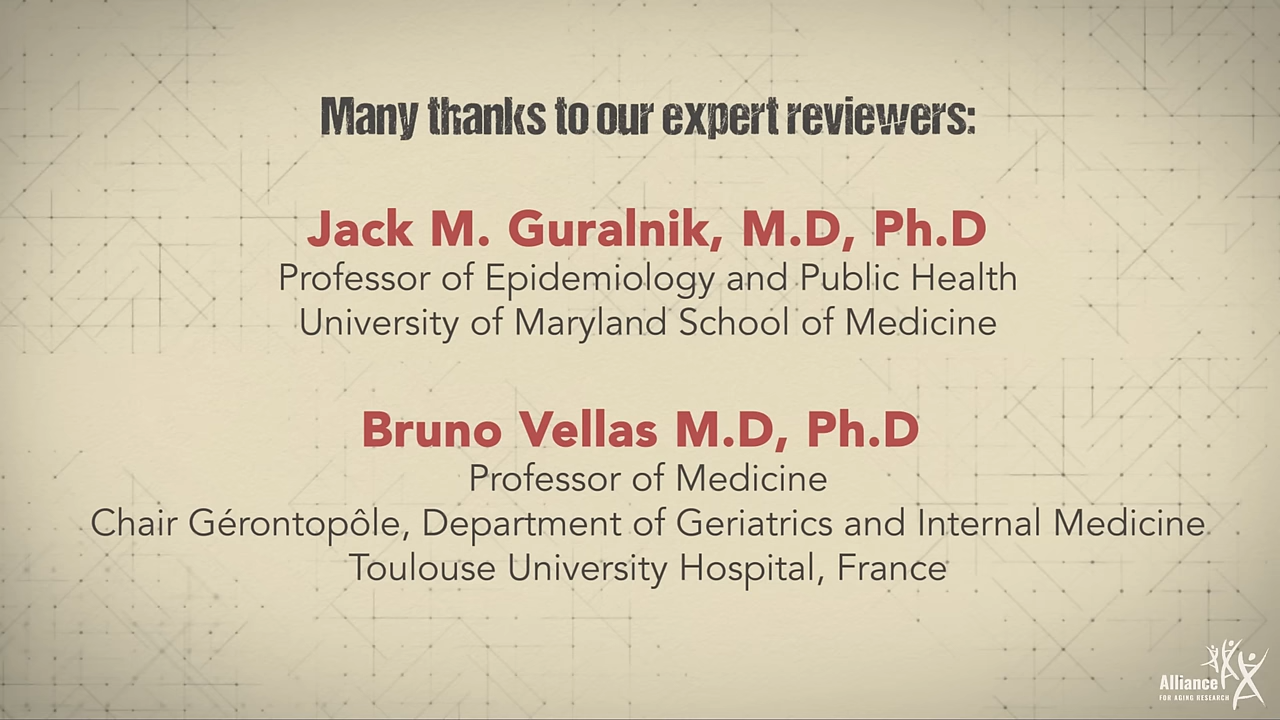 Many thanks to our expert reviewers:
Jack M. Guralnik, M.D, Ph.D
Professor of Epidemiology and Public Health
University of Maryland School of Medicine
Bruno Vellas M.D, Ph.D
Professor of Medicine
Chair Gérontopôle, Department of Geriatrics and Internal Medicine
Toulouse University Hospital, France
Alliance
FOR AGING RESEARCH